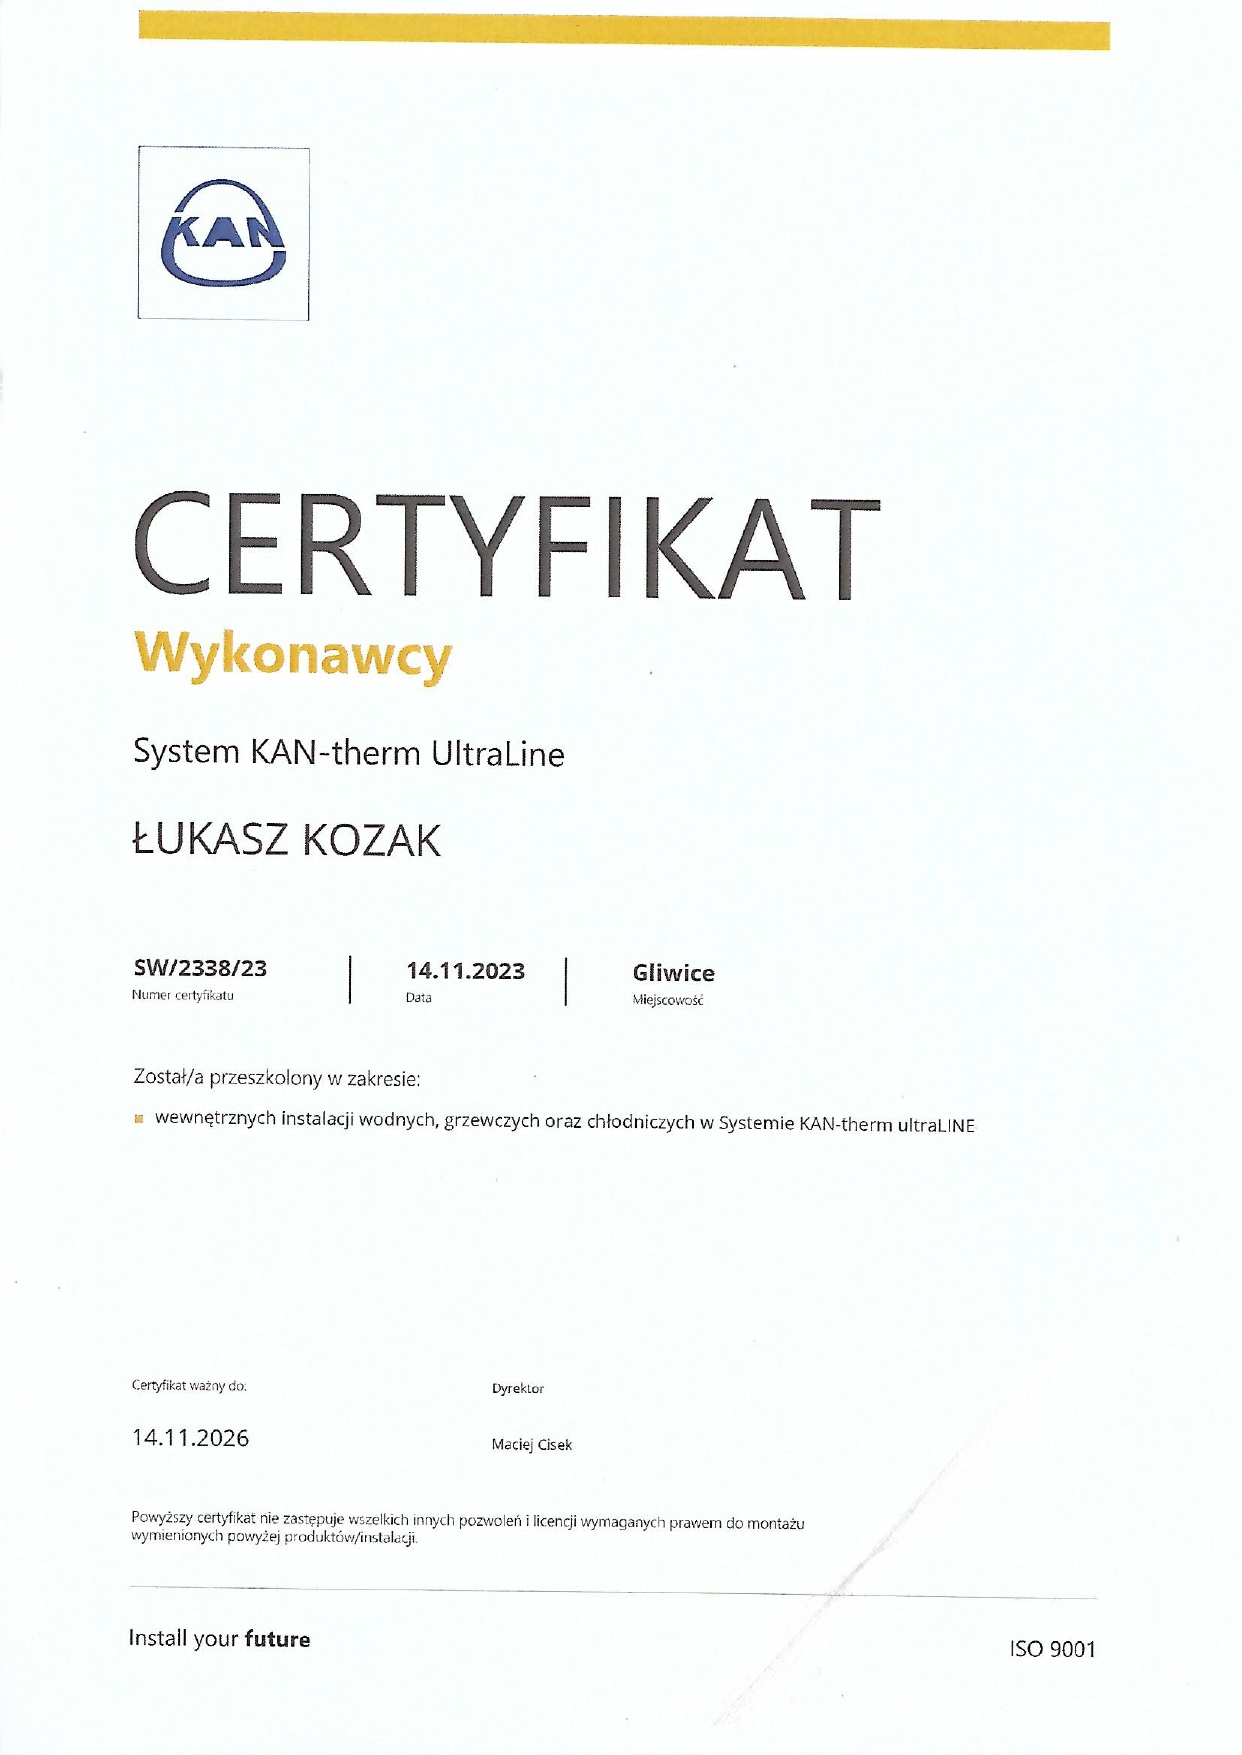 KAN
CERTYFIKAT
Wykonawcy
System KAN-therm UltraLine
ŁUKASZ KOZAK
SW/2338/23
Numer certyfikatu
14.11.2023
Data
Gliwice
Miejscowość
Został/a przeszkolony w zakresie:
wewnętrznych instalacji wodnych, grzewczych oraz chłodniczych w Systemie KAN-therm ultraLINE
Certyfikat ważny do:
14.11.2026
Dyrektor
Maciej Cisek
Powyższy certyfikat nie zastępuje wszelkich innych pozwoleń i licencji wymaganych prawem do montażu
wymienionych powyżej produktów/instalacji.
Install your future
ISO 9001